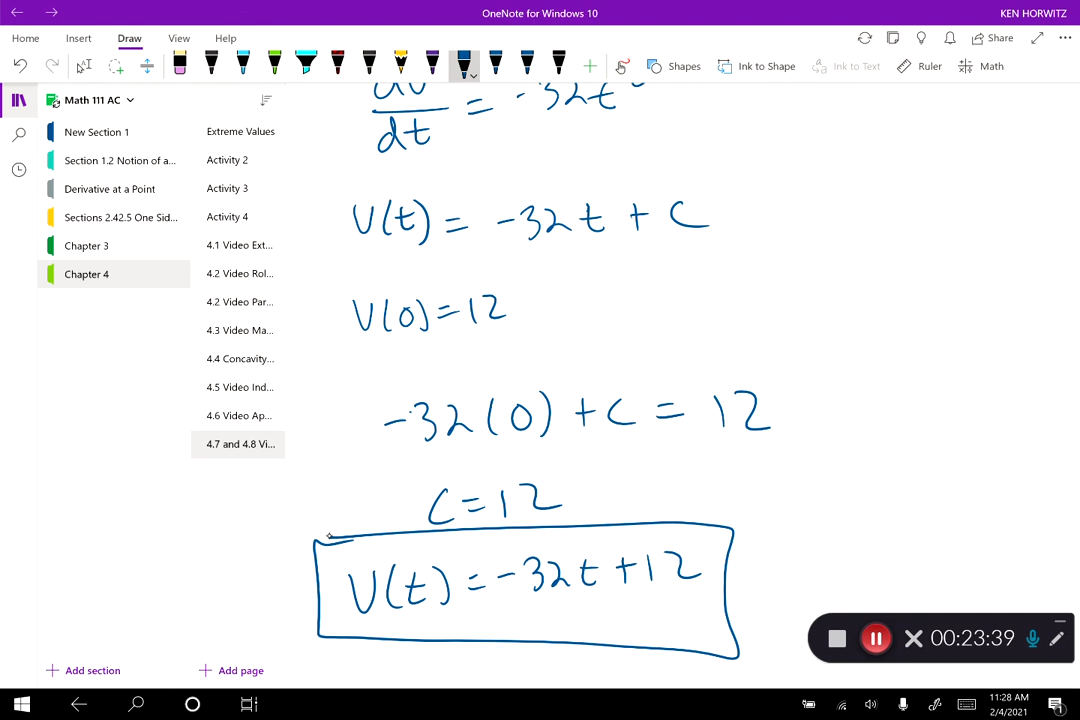 OneNote for Windows 10
KEN HORWITZ
Home Insert Draw View Help
Share
Shapes Ink to Shape Ink to Text Ruler Math
Math 111 AC
New Section 1
Section 1.2 Notion of a...
Derivative at a Point
Sections 2.42.5 One Sid...
Chapter 3
Chapter 4
Extreme Values
Activity 2
Activity 3
Activity 4
4.1 Video Ext...
4.2 Video Rol...
4.2 Video Par...
4.3 Video Ma...
4.4 Concavity...
4.5 Video Ind...
4.6 Video Ap...
4.7 and 4.8 Vi...
dv/dt = -32t
V(t) = -32t + C
V(0)=12
-32(0) + C = 12
C = 12
V(t) = -32t + 12
00:23:39
Add section
Add page
11:28 AM
2/4/2021
1